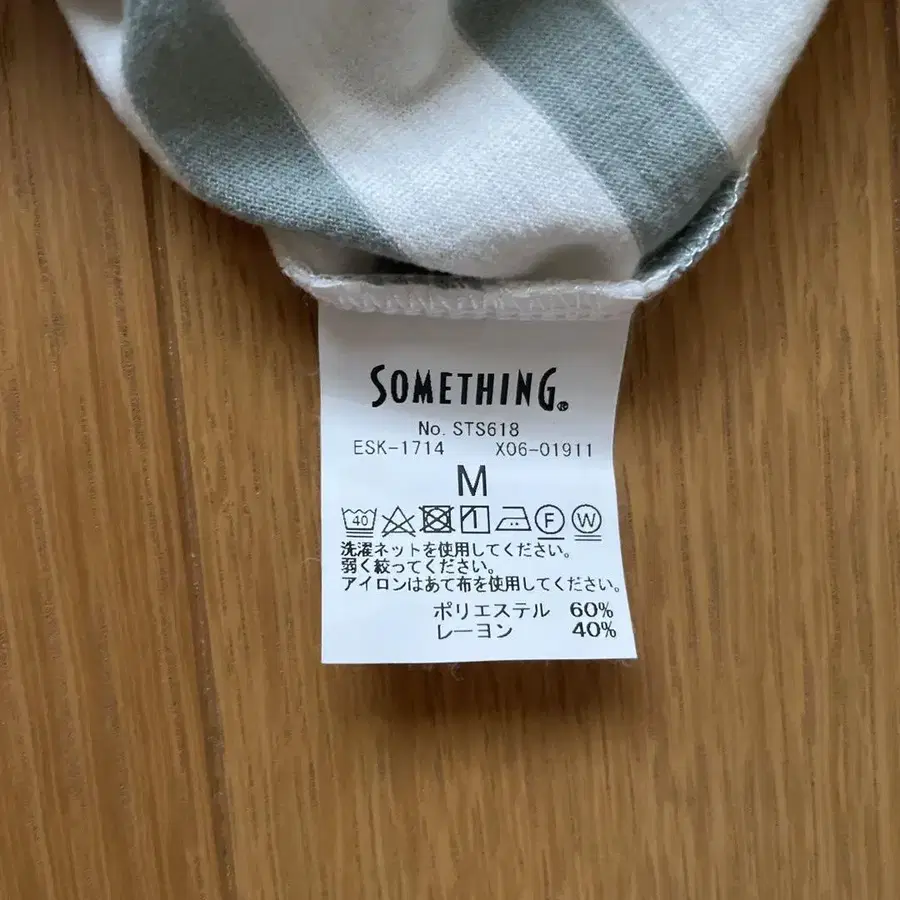 SOMETHING®
No. STS618
ESK-1714 X06-01911
M
40 F W
洗濯ネットを使用してください。
弱く絞ってください。
アイロンはあて布を使用してください。
ポリエステル 60%
レーヨン 40%